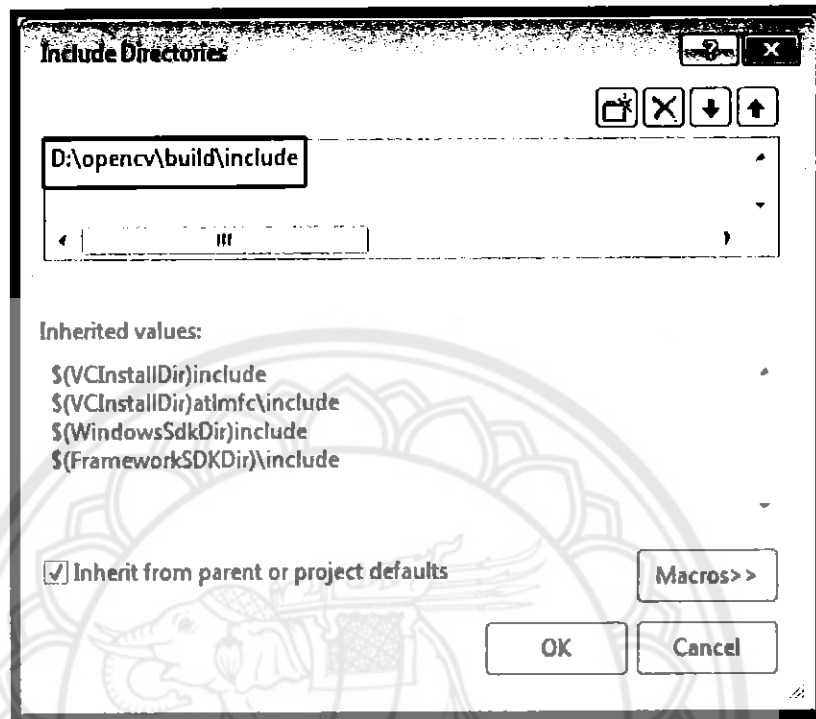 Include Directories
D:\opencv\build\include
Inherited values:
$(VCInstallDir)include
$(VCInstallDir)atlmfc\include
$(WindowsSdkDir)include
$(FrameworkSDKDir)\include
Inherit from parent or project defaults
Macros>>
OK
Cancel